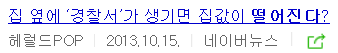 집 옆에 '경찰서'가 생기면 집값이 떨어진다?
헤럴드POP | 2013.10.15. | 네이버뉴스 |